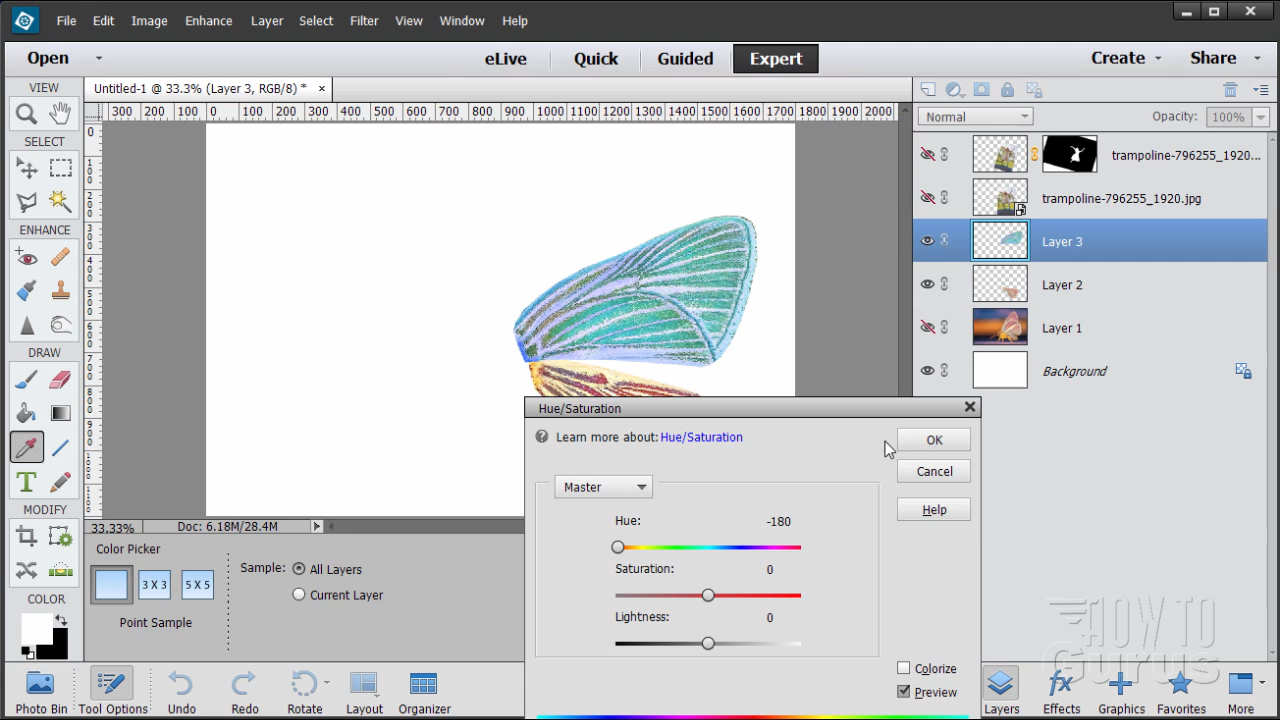 File Edit Image Enhance Layer Select Filter View Window Help
Open eLive Quick Guided Expert Create Share
VIEW
Untitled-1 @ 33.3% (Layer 3, RGB/8) * ×
300 200 100 0 100 200 300 400 500 600 700 800 900 1000 1100 1200 1300 1400 1500 1600 1700 1800 1900 2000
Normal Opacity: 100%
SELECT
trampoline-796255_1920...
trampoline-796255_1920.jpg
ENHANCE
Layer 3
Layer 2
Layer 1
DRAW
Background
Hue/Saturation
Learn more about: Hue/Saturation
OK
Cancel
Master
Help
MODIFY
Hue: -180
33.33% Doc: 6.18M/28.4M
Color Picker
Sample: All Layers
Saturation: 0
3 X 3 5 X 5
Current Layer
COLOR
Lightness: 0
Point Sample
HOW TO
Gurus
Colorize
Preview
Photo Bin Tool Options Undo Redo Rotate Layout Organizer Layers Effects Graphics Favorites More